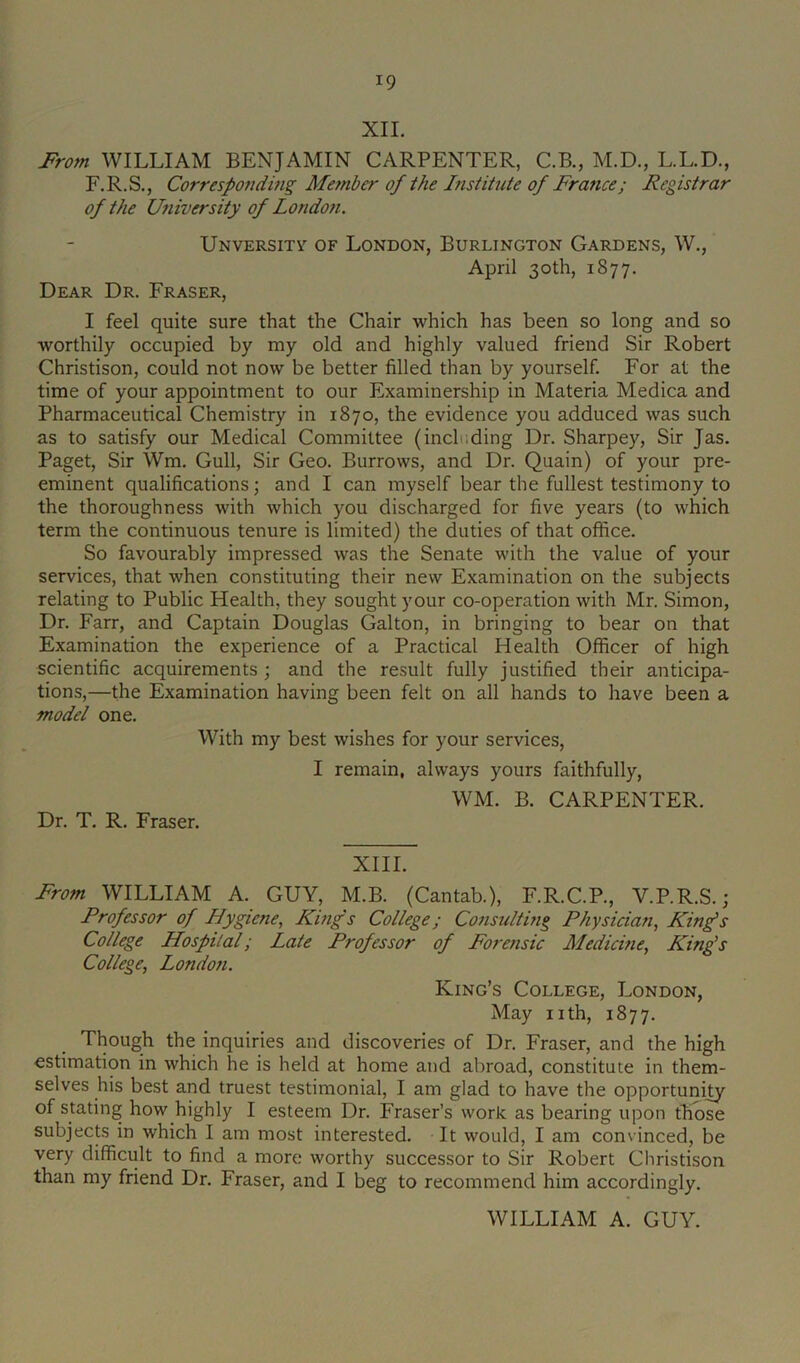 19
XII.
From WILLIAM BENJAMIN CARPENTER, C.B., M.D., L.L.D.,
F.R.S., Corresponding Member of the Institute of France; Registrar
of the University of London.
Unversity of London, Burlington Gardens, W.,
April 30th, 1877.
Dear Dr. Fraser,
I feel quite sure that the Chair which has been so long and so
worthily occupied by my old and highly valued friend Sir Robert
Christison, could not now be better filled than by yourself. For at the
time of your appointment to our Examinership in Materia Medica and
Pharmaceutical Chemistry in 1870, the evidence you adduced was such
as to satisfy our Medical Committee (including Dr. Sharpey, Sir Jas.
Paget, Sir Wm. Gull, Sir Geo. Burrows, and Dr. Quain) of your pre-
eminent qualifications; and I can myself bear the fullest testimony to
the thoroughness with which you discharged for five years (to which
term the continuous tenure is limited) the duties of that office.
So favourably impressed was the Senate with the value of your
services, that when constituting their new Examination on the subjects
relating to Public Health, they sought your co-operation with Mr. Simon,
Dr. Farr, and Captain Douglas Galton, in bringing to bear on that
Examination the experience of a Practical Health Officer of high
scientific acquirements; and the result fully justified their anticipa-
tions,—the Examination having been felt on all hands to have been a
model one.
With my best wishes for your services,
I remain, always yours faithfully,
WM. B. CARPENTER.
Dr. T. R. Fraser.
XIII.
From WILLIAM A. GUY, M.B. (Cantab.), F.R.C.P., V.P.R.S.;
Professor of Hygiene, King's College; Consulting Physician, King's
College Hospital; Late Professor of Forensic Medicine, King's
College, London.
King's College, London,
May 11th, 1877.
Though the inquiries and discoveries of Dr. Fraser, and the high
estimation in which he is held at home and abroad, constitute in them-
selves his best and truest testimonial, I am glad to have the opportunity
of stating how highly I esteem Dr. Fraser's work as bearing upon those
subjects in which I am most interested. It would, I am convinced, be
very difficult to find a more worthy successor to Sir Robert Christison
than my friend Dr. Fraser, and I beg to recommend him accordingly.
WILLIAM A. GUY.